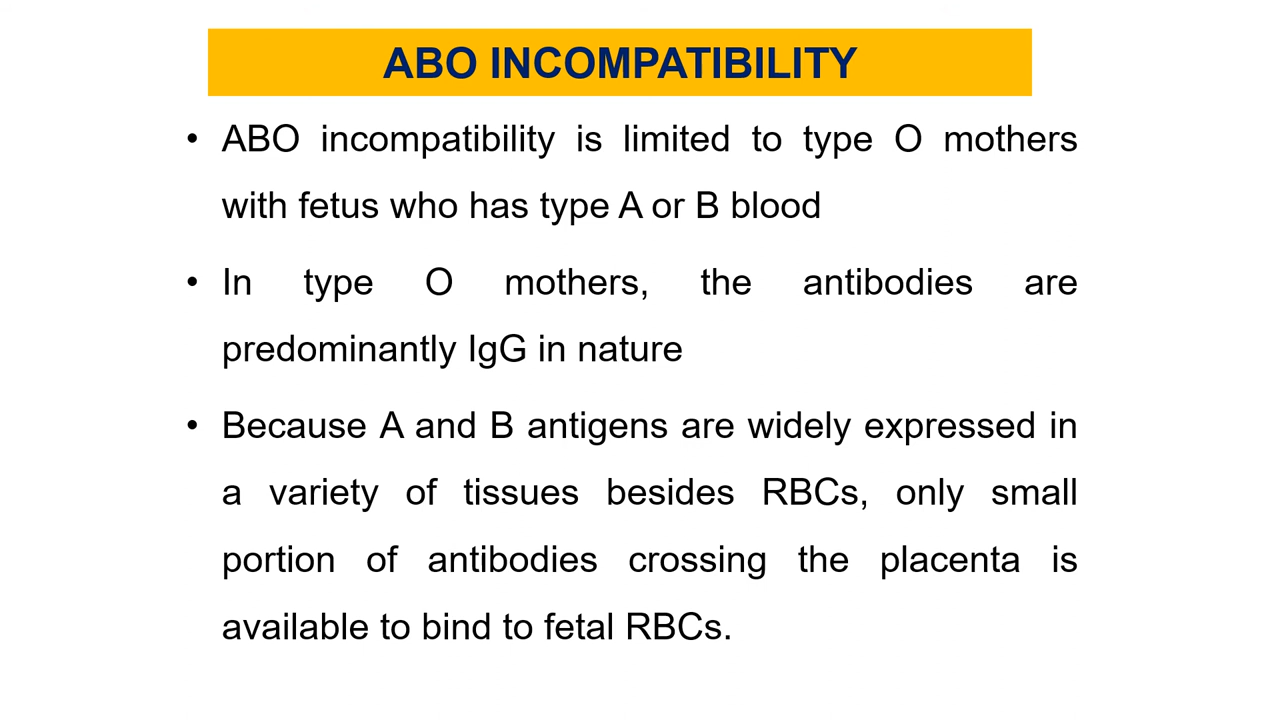 ABO INCOMPATIBILITY
• ABO incompatibility is limited to type O mothers
with fetus who has type A or B blood
• In type O mothers, the antibodies are
predominantly IgG in nature
• Because A and B antigens are widely expressed in
a variety of tissues besides RBCs, only small
portion of antibodies crossing the placenta is
available to bind to fetal RBCs.